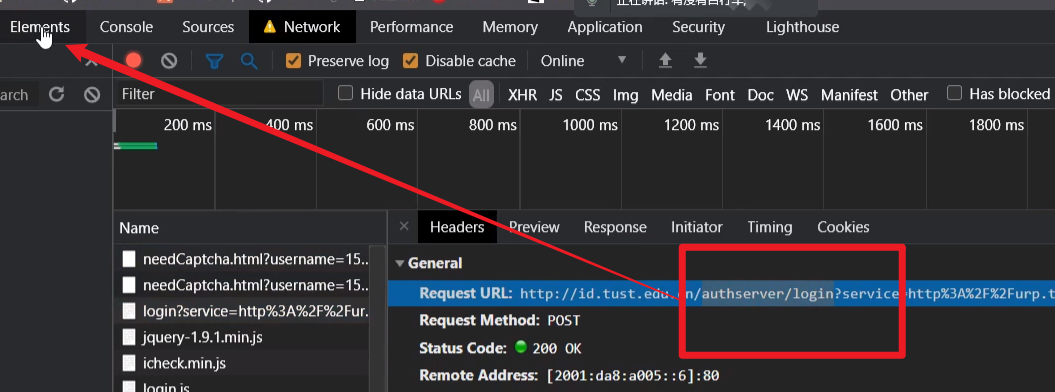 正在讲话: 有没有自行车,
Elements Console Sources Network Performance Memory Application Security Lighthouse
Preserve log Disable cache Online
arch Filter Hide data URLs All XHR JS CSS Img Media Font Doc WS Manifest Other Has blocked
200 ms 400 ms 600 ms 800 ms 1000 ms 1200 ms 1400 ms 1600 ms 1800 ms
Name
needCaptcha.html?username=15...
needCaptcha.html?username=15...
login?service=http%3A%2F%2Fur...
jquery-1.9.1.min.js
icheck.min.js
login.js
× Headers Preview Response Initiator Timing Cookies
General
Request URL: http://id.tust.edu.cn/authserver/login?service=http%3A%2F%2Furp.t
Request Method: POST
Status Code: 200 OK
Remote Address: [2001:da8:a005::6]:80